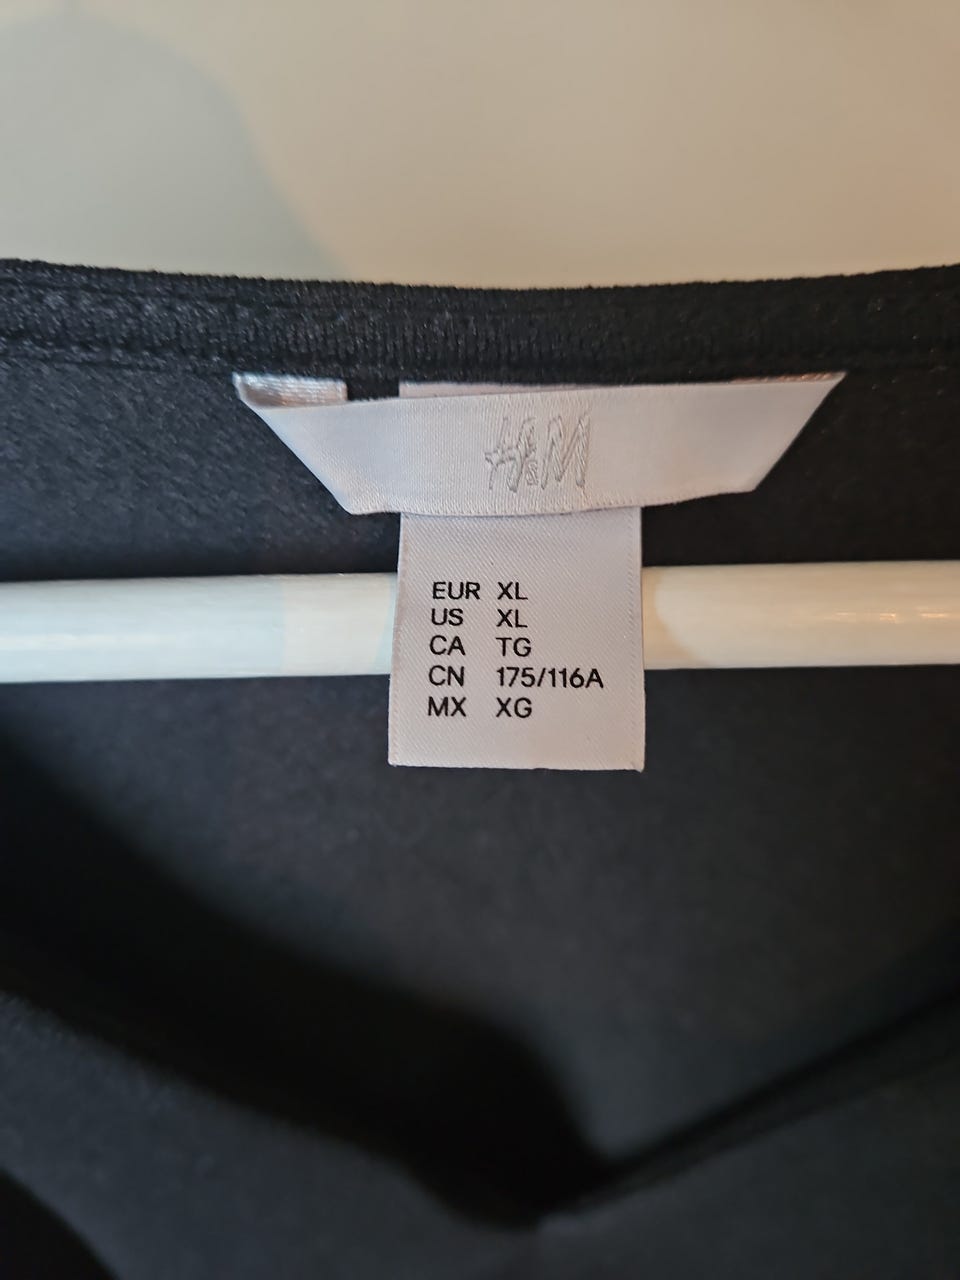 H&M
EUR XL
US XL
CA TG
CN 175/116A
MX XG